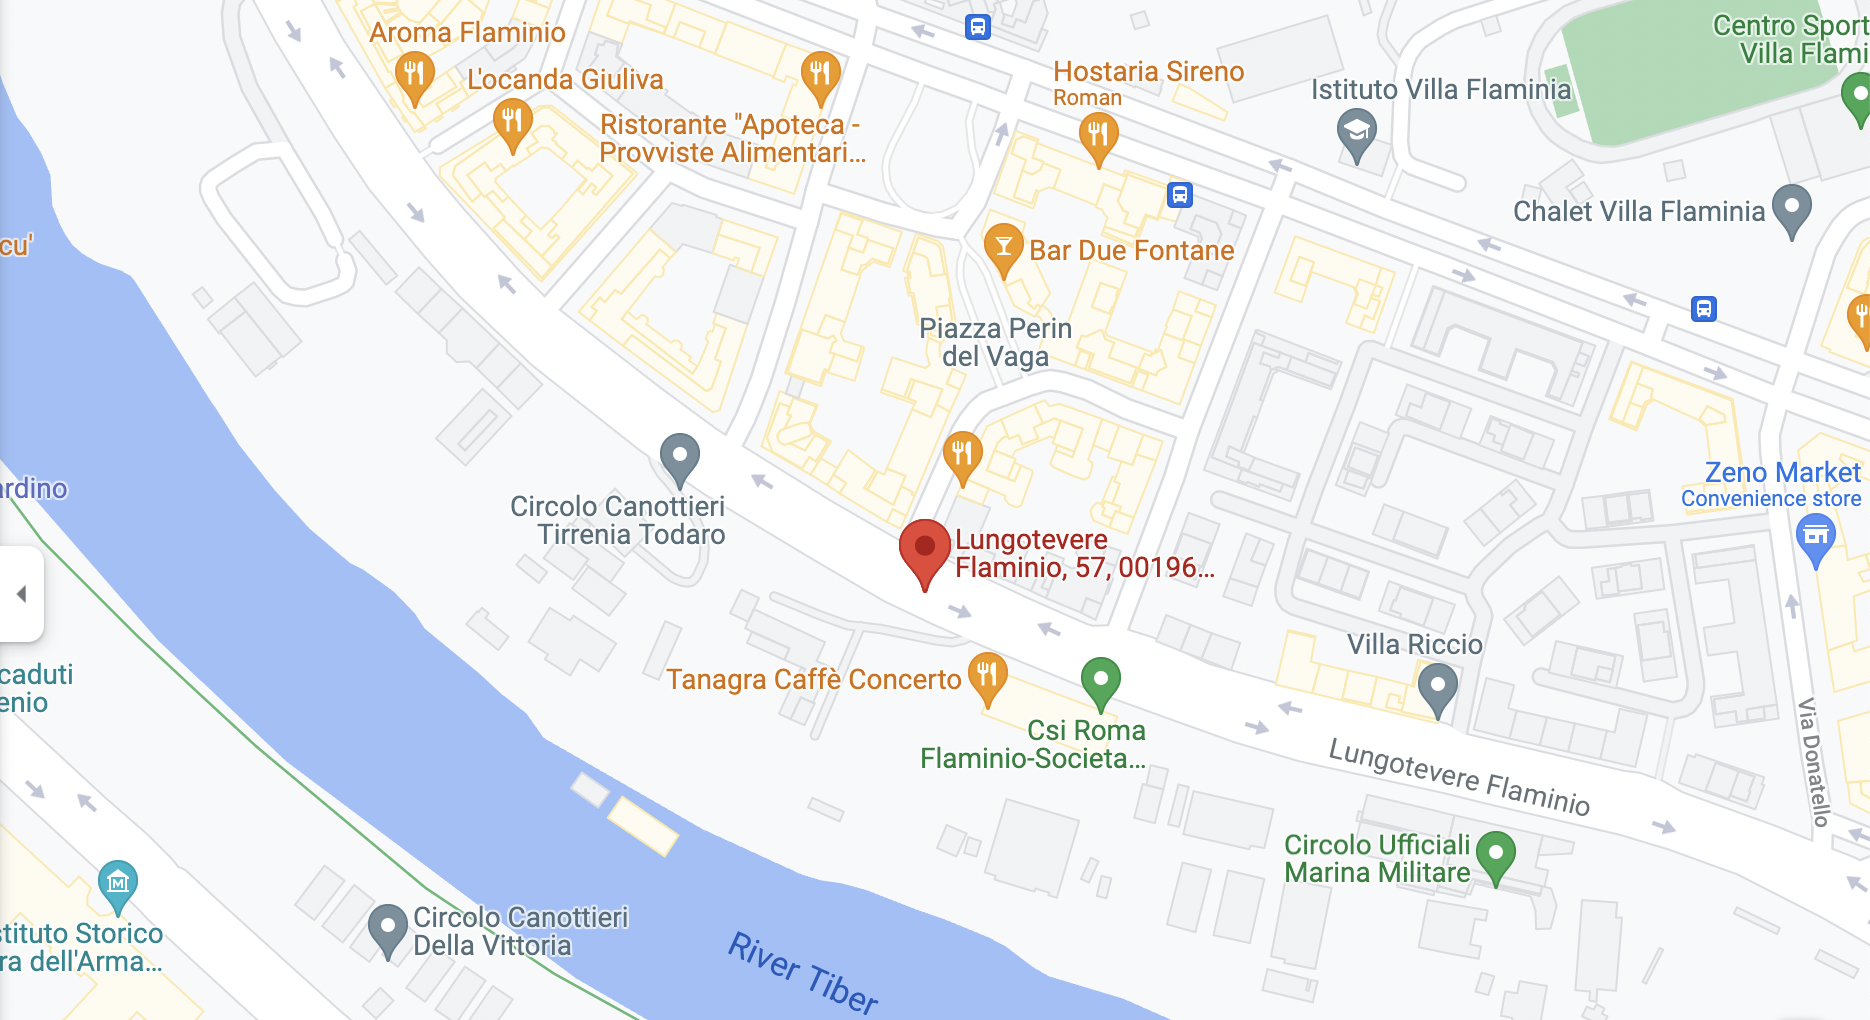 Aroma Flaminio
L'ocanda Giuliva
Ristorante "Apoteca -
Provviste Alimentari...
Hostaria Sireno
Roman
Istituto Villa Flaminia
Centro Sport
Villa Flami
Chalet Villa Flaminia
cu'
Bar Due Fontane
Piazza Perin
del Vaga
ardino
Circolo Canottieri
Tirrenia Todaro
Lungotevere
Flaminio, 57, 00196...
Zeno Market
Convenience store
Villa Riccio
Tanagra Caffè Concerto
Csi Roma
Flaminio-Societa...
Lungotevere Flaminio
Via Donatello
caduti
enio
Circolo Ufficiali
Marina Militare
M
stituto Storico
ra dell'Arma...
Circolo Canottieri
Della Vittoria
River Tiber